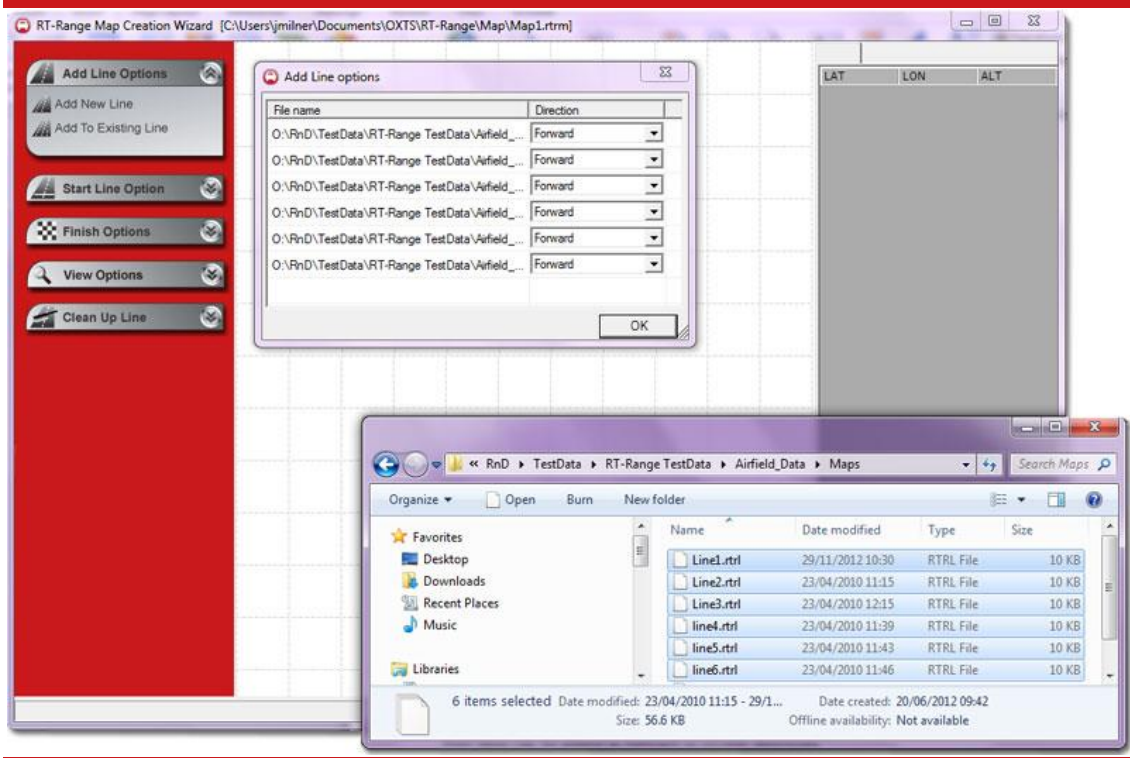 RT-Range Map Creation Wizard [C:\Users\jmilner\Documents\OXTS\RT-Range\Map\Map1.rtrm]
Add Line Options
Add New Line
Add To Existing Line
Start Line Option
Finish Options
View Options
Clean Up Line
Add Line options
File name Direction
O:\RnD\TestData\RT-Range TestData\Airfield_... Forward
O:\RnD\TestData\RT-Range TestData\Airfield_... Forward
O:\RnD\TestData\RT-Range TestData\Airfield_... Forward
O:\RnD\TestData\RT-Range TestData\Airfield_... Forward
O:\RnD\TestData\RT-Range TestData\Airfield_... Forward
O:\RnD\TestData\RT-Range TestData\Airfield_... Forward
OK
LAT LON ALT
« RnD TestData RT-Range TestData Airfield_Data Maps
Search Maps
Organize Open Burn New folder
Favorites
Desktop
Downloads
Recent Places
Music
Libraries
Name Date modified Type Size
Line1.rtrl 29/11/2012 10:30 RTRL File 10 KB
Line2.rtrl 23/04/2010 11:15 RTRL File 10 KB
Line3.rtrl 23/04/2010 12:15 RTRL File 10 KB
line4.rtrl 23/04/2010 11:39 RTRL File 10 KB
line5.rtrl 23/04/2010 11:43 RTRL File 10 KB
line6.rtrl 23/04/2010 11:46 RTRL File 10 KB
6 items selected Date modified: 23/04/2010 11:15 - 29/1... Date created: 20/06/2012 09:42
Size: 56.6 KB Offline availability: Not available